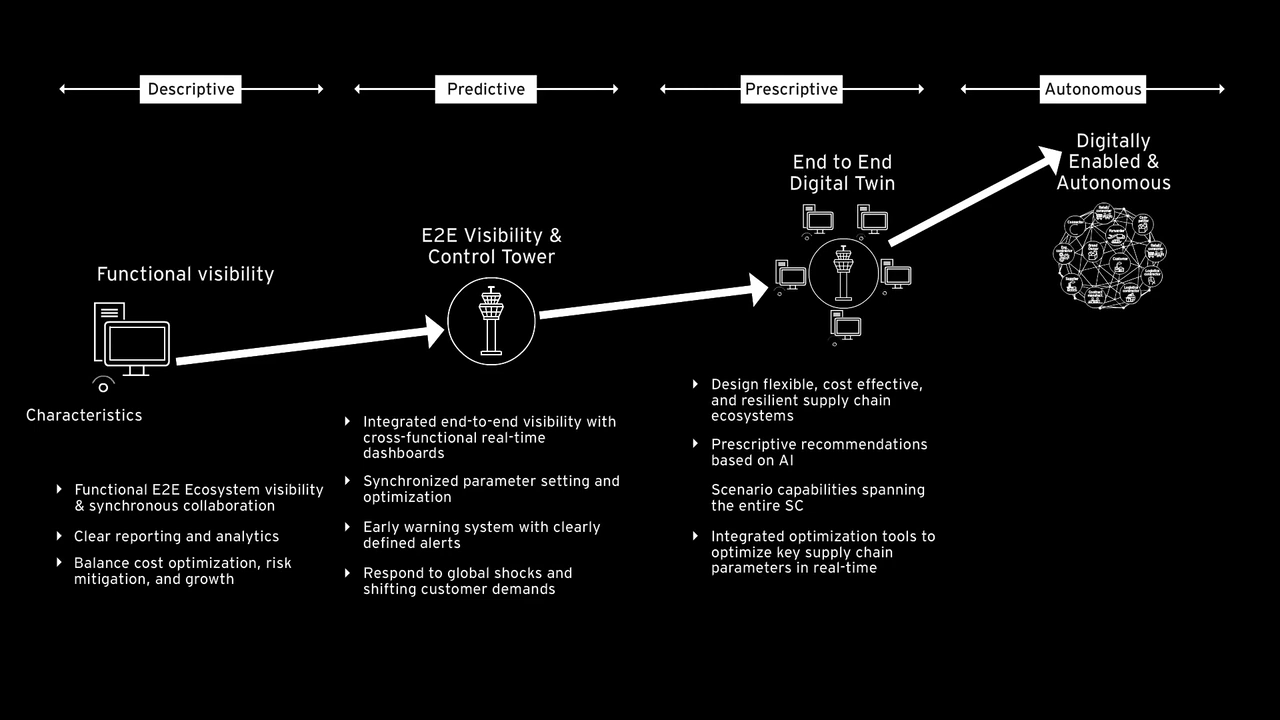 Descriptive
Predictive
Prescriptive
Autonomous
Functional visibility
E2E Visibility &
Control Tower
End to End
Digital Twin
Digitally
Enabled &
Autonomous
Customer
Characteristics
Functional E2E Ecosystem visibility
& synchronous collaboration
Clear reporting and analytics
Balance cost optimization, risk
mitigation, and growth
Integrated end-to-end visibility with
cross-functional real-time
dashboards
Synchronized parameter setting and
optimization
Early warning system with clearly
defined alerts
Respond to global shocks and
shifting customer demands
Design flexible, cost effective,
and resilient supply chain
ecosystems
Prescriptive recommendations
based on AI
Scenario capabilities spanning
the entire SC
Integrated optimization tools to
optimize key supply chain
parameters in real-time